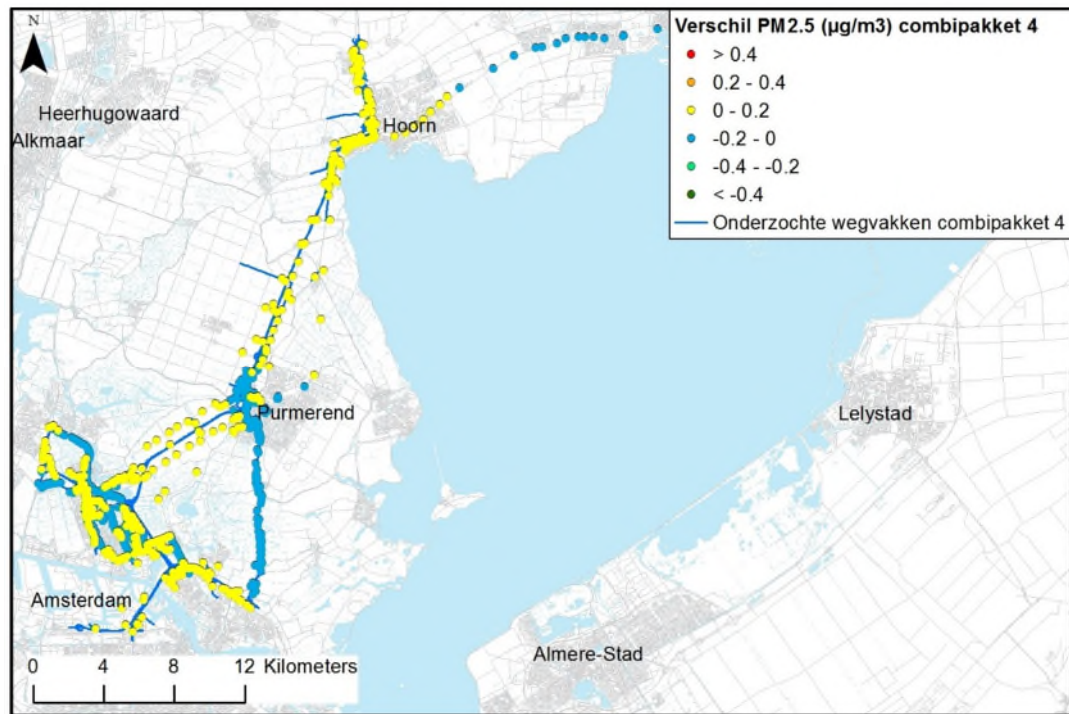 Verschil PM2.5 (µg/m3) combipakket 4
> 0.4
0.2 - 0.4
0 - 0.2
-0.2 - 0
-0.4 - -0.2
< -0.4
Onderzochte wegvakken combipakket 4
N
Heerhugowaard
Alkmaar
Hoorn
Purmerend
Lelystad
Amsterdam
Almere-Stad
0 4 8 12 Kilometers